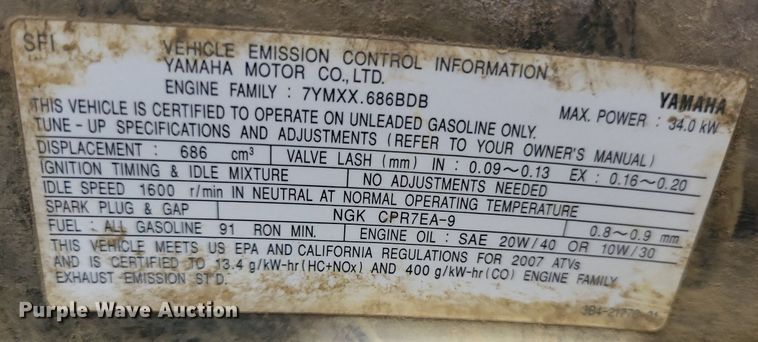 SFI
VEHICLE EMISSION CONTROL INFORMATION
YAMAHA MOTOR CO., LTD.
YAMAHA
ENGINE FAMILY : 7YMXX.686BDB
MAX. POWER : 34.0 kW
THIS VEHICLE IS CERTIFIED TO OPERATE ON UNLEADED GASOLINE ONLY.
TUNE - UP SPECIFICATIONS AND ADJUSTMENTS (REFER TO YOUR OWNER'S MANUAL)
DISPLACEMENT : 686 cm³ VALVE LASH (mm) IN : 0.09~0.13 EX : 0.16~0.20
IGNITION TIMING & IDLE MIXTURE NO ADJUSTMENTS NEEDED
IDLE SPEED 1600 r/min IN NEUTRAL AT NORMAL OPERATING TEMPERATURE
SPARK PLUG & GAP NGK CPR7EA-9 0.8~0.9 mm
FUEL : ALL GASOLINE 91 RON MIN. ENGINE OIL : SAE 20W/40 OR 10W/30
THIS VEHICLE MEETS US EPA AND CALIFORNIA REGULATIONS FOR 2007 ATVs
AND IS CERTIFIED TO 13.4 g/kW-hr(HC+NOx) AND 400 g/kW-hr(CO) ENGINE FAMILY
EXHAUST EMISSION STD.
Purple Wave Auction